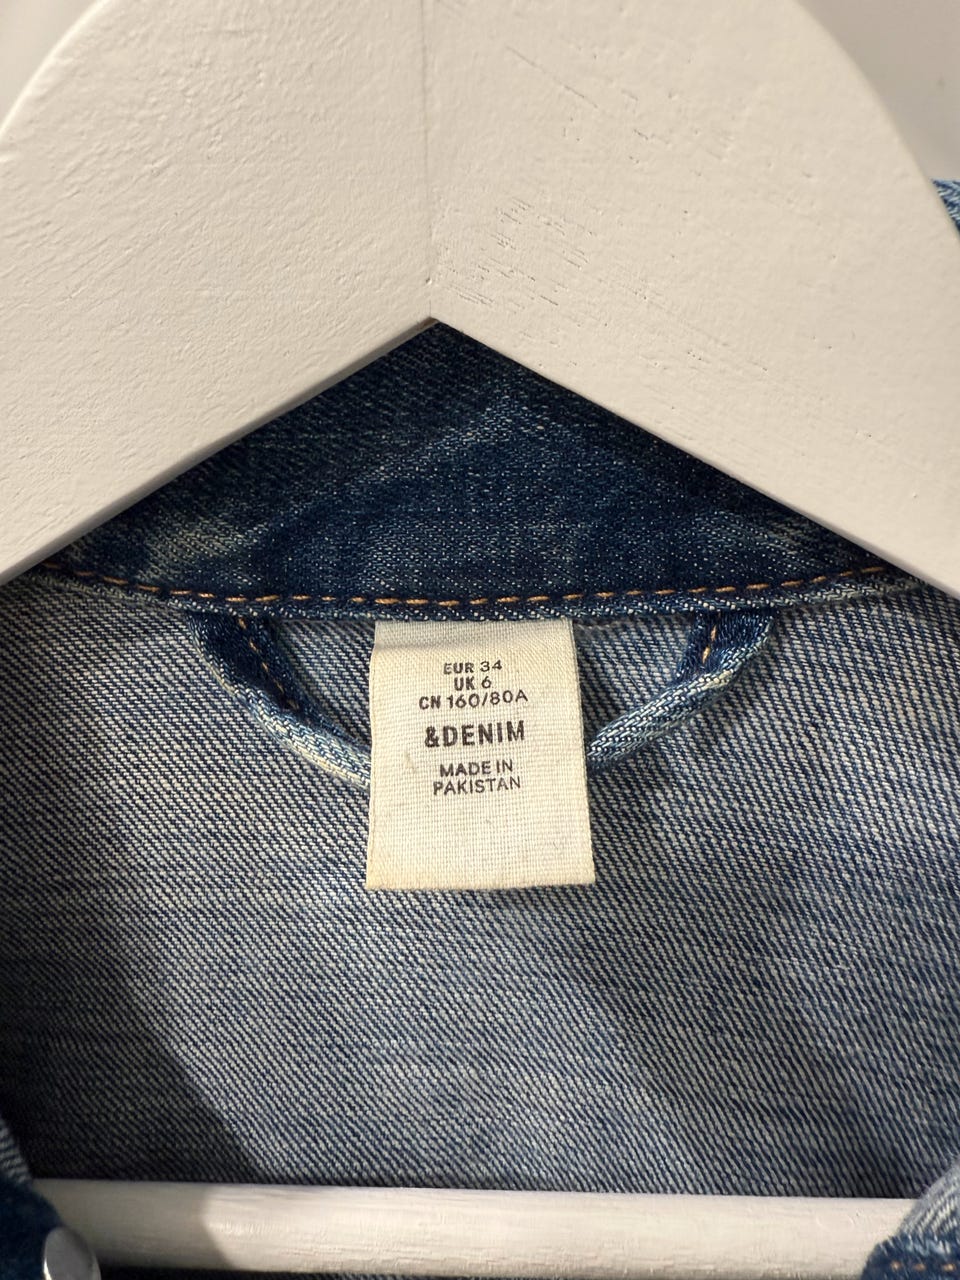 EUR 34
UK 6
CN 160/80A
&DENIM
MADE IN
PAKISTAN